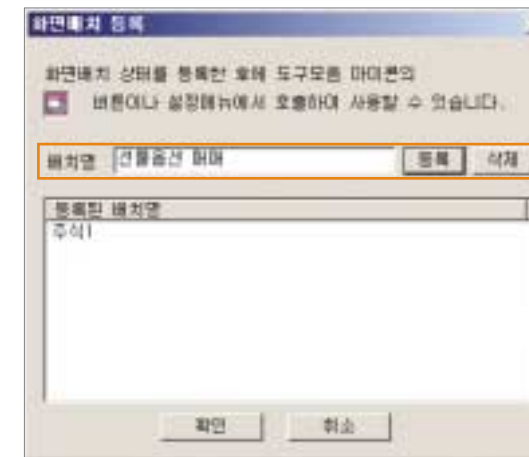 화면배치 등록
화면배치 상태를 등록한 후에 도구모음 아이콘의
버튼이나 설정메뉴에서 호출하여 사용할 수 있습니다.
배치명 선물옵션 매매 등록 삭제
등록된 배치명
주식1
확인 취소